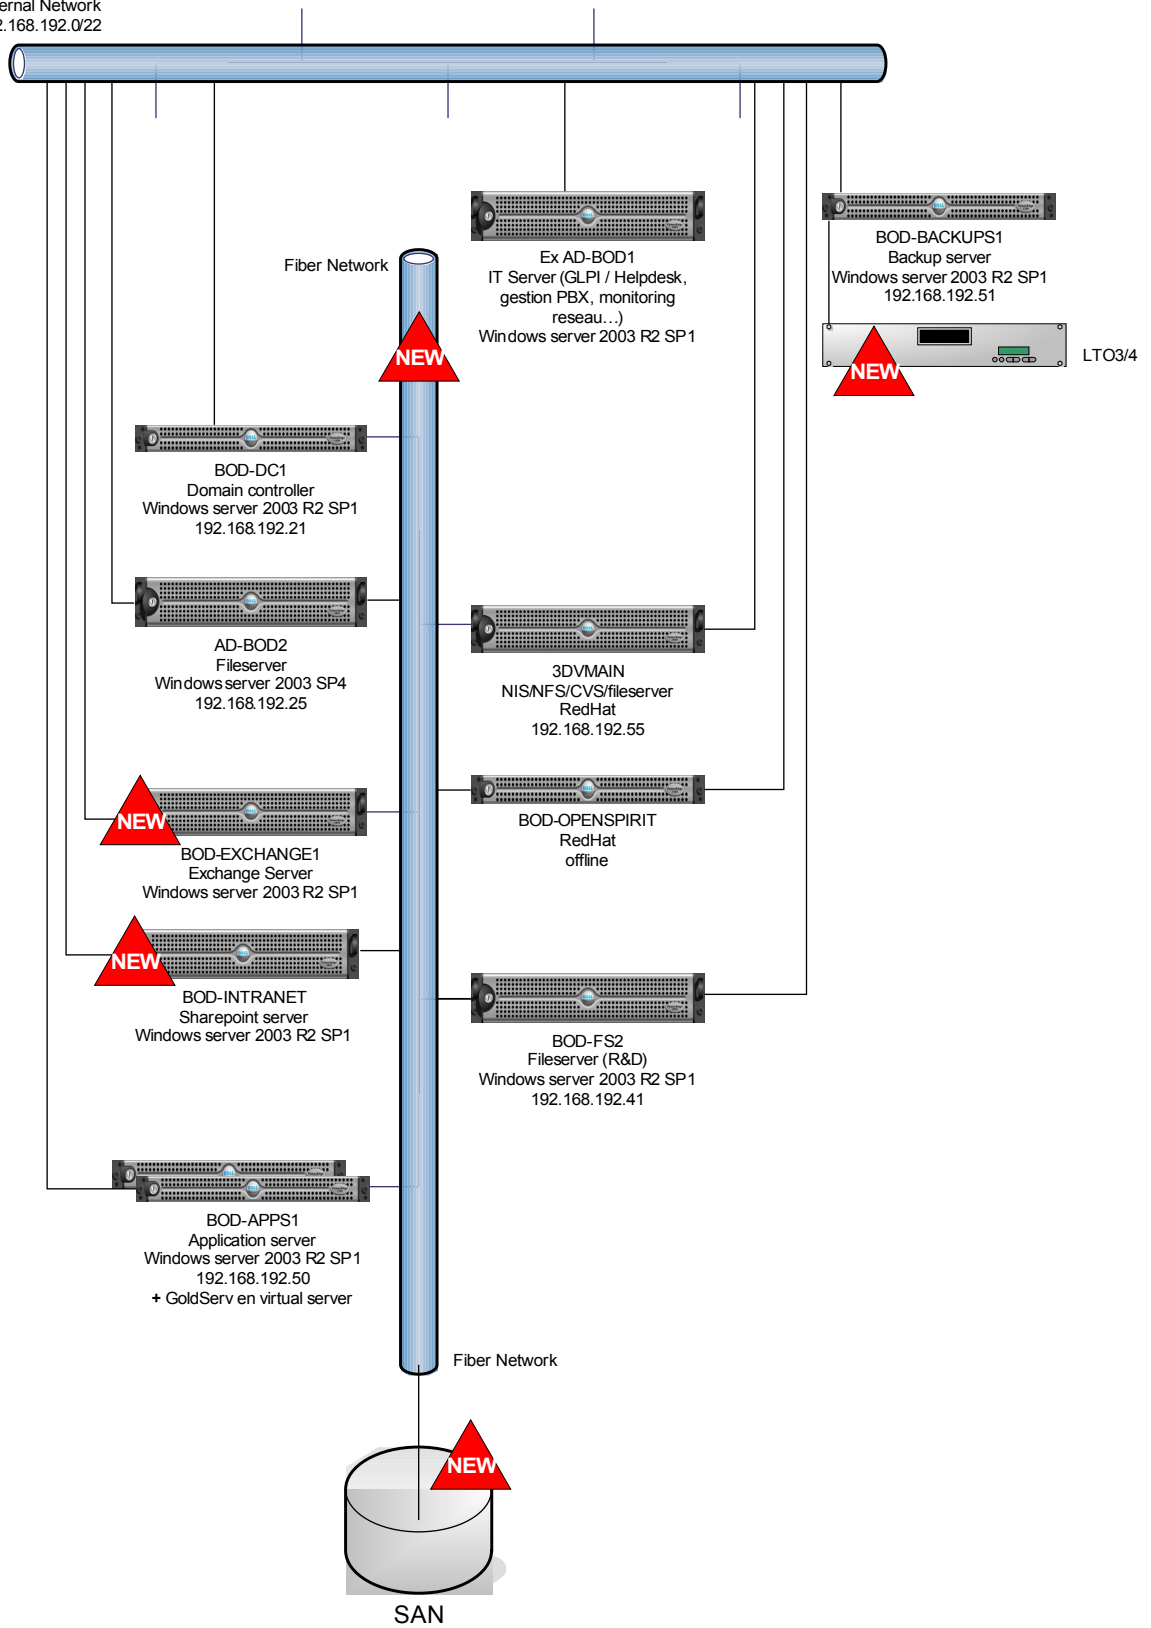 ernal Network
2.168.192.0/22
Fiber Network
NEW
Ex AD-BOD1
IT Server (GLPI / Helpdesk,
gestion PBX, monitoring
reseau...)
Windows server 2003 R2 SP1
BOD-BACKUPS1
Backup server
Windows server 2003 R2 SP1
192.168.192.51
NEW
LTO3/4
BOD-DC1
Domain controller
Windows server 2003 R2 SP1
192.168.192.21
AD-BOD2
Fileserver
Windows server 2003 SP4
192.168.192.25
3DVMAIN
NIS/NFS/CVS/fileserver
RedHat
192.168.192.55
NEW
BOD-EXCHANGE1
Exchange Server
Windows server 2003 R2 SP1
BOD-OPENSPIRIT
RedHat
offline
NEW
BOD-INTRANET
Sharepoint server
Windows server 2003 R2 SP1
BOD-FS2
Fileserver (R&D)
Windows server 2003 R2 SP1
192.168.192.41
BOD-APPS1
Application server
Windows server 2003 R2 SP1
192.168.192.50
+ GoldServ en virtual server
Fiber Network
NEW
SAN